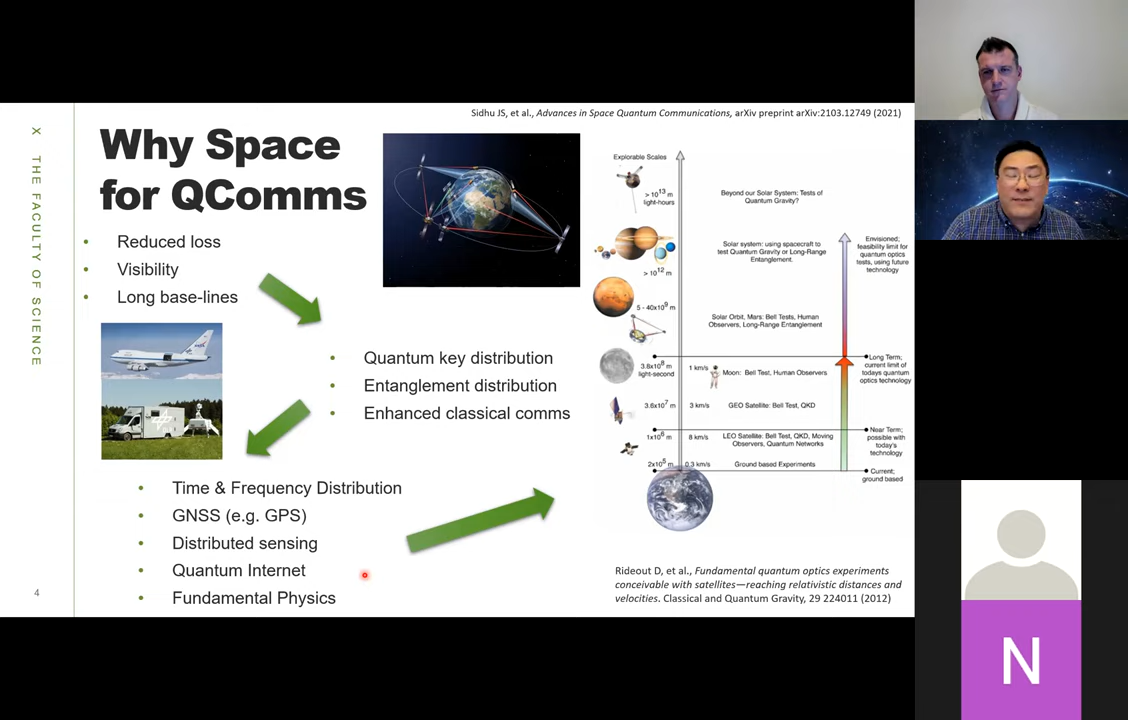 Sidhu JS, et al., Advances in Space Quantum Communications, arXiv preprint arXiv:2103.12749 (2021)
X THE FACULTY OF SCIENCE
Why Space
for QComms
• Reduced loss
• Visibility
• Long base-lines
• Quantum key distribution
• Entanglement distribution
• Enhanced classical comms
• Time & Frequency Distribution
• GNSS (e.g. GPS)
• Distributed sensing
• Quantum Internet
• Fundamental Physics
4
Explorable Scales
> 10¹³ m
light-hours
Beyond our Solar System: Tests of
Quantum Gravity?
Solar system: using spacecraft to
test Quantum Gravity or Long-Range
Entanglement.
> 10¹² m
5 - 40x10⁹ m
Solar Orbit, Mars: Bell Tests, Human
Observers, Long-Range Entanglement
3.8x10⁸ m
light-second
1 km/s
Moon: Bell Test, Human Observers
3.6x10⁷ m
3 km/s
GEO Satellite: Bell Test, QKD
1x10⁶ m
8 km/s
LEO Satellite: Bell Test, QKD, Moving
Observers, Quantum Networks
2x10⁵ m
0.3 km/s
Ground based Experiments
Envisioned;
feasibility limit for
quantum optics
tests, using future
technology
Long Term;
current limit of
todays quantum
optics technology
Near Term;
possible with
today's
technology
Current;
ground based
Rideout D, et al., Fundamental quantum optics experiments
conceivable with satellites—reaching relativistic distances and
velocities. Classical and Quantum Gravity, 29 224011 (2012)
N